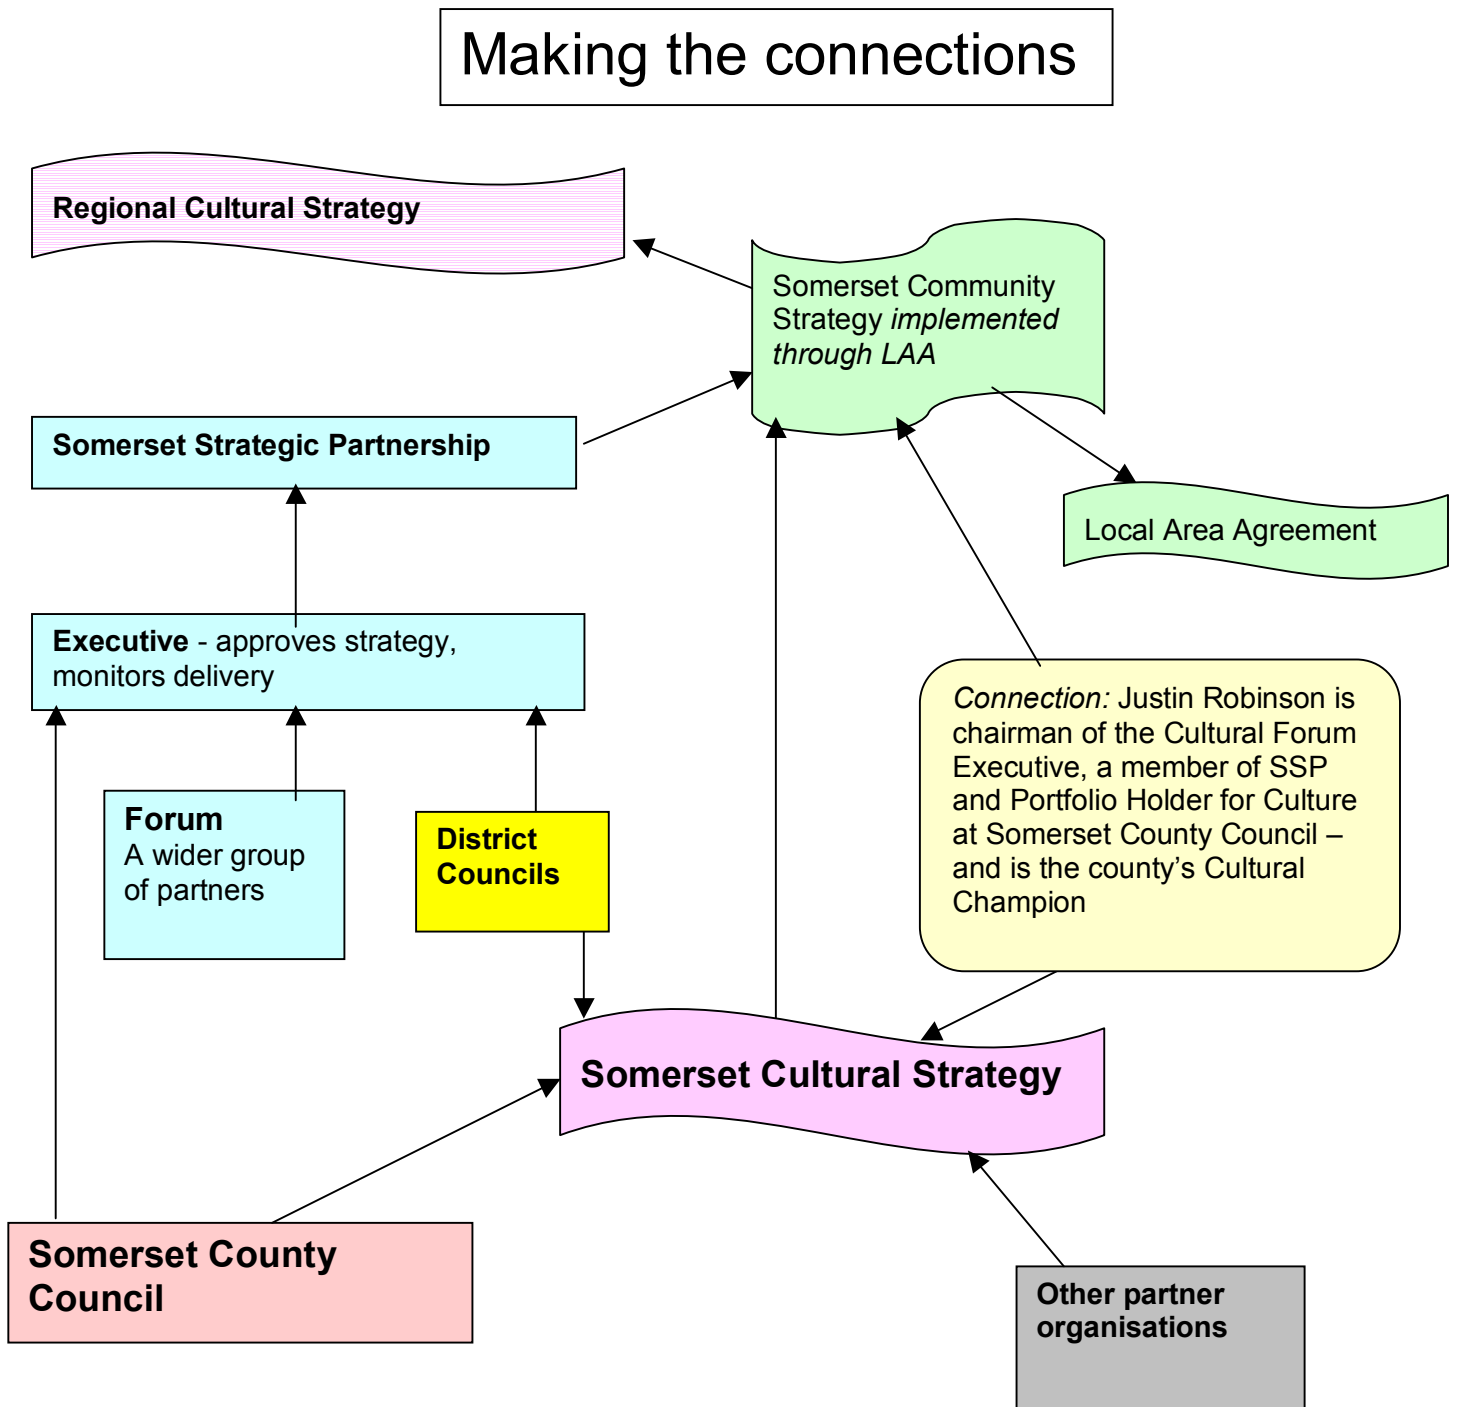 Making the connections
Regional Cultural Strategy
Somerset Community
Strategy implemented
through LAA
Somerset Strategic Partnership
Local Area Agreement
Executive - approves strategy,
monitors delivery
Connection: Justin Robinson is
chairman of the Cultural Forum
Executive, a member of SSP
and Portfolio Holder for Culture
at Somerset County Council –
and is the county’s Cultural
Champion
Forum
A wider group
of partners
District
Councils
Somerset Cultural Strategy
Somerset County
Council
Other partner
organisations